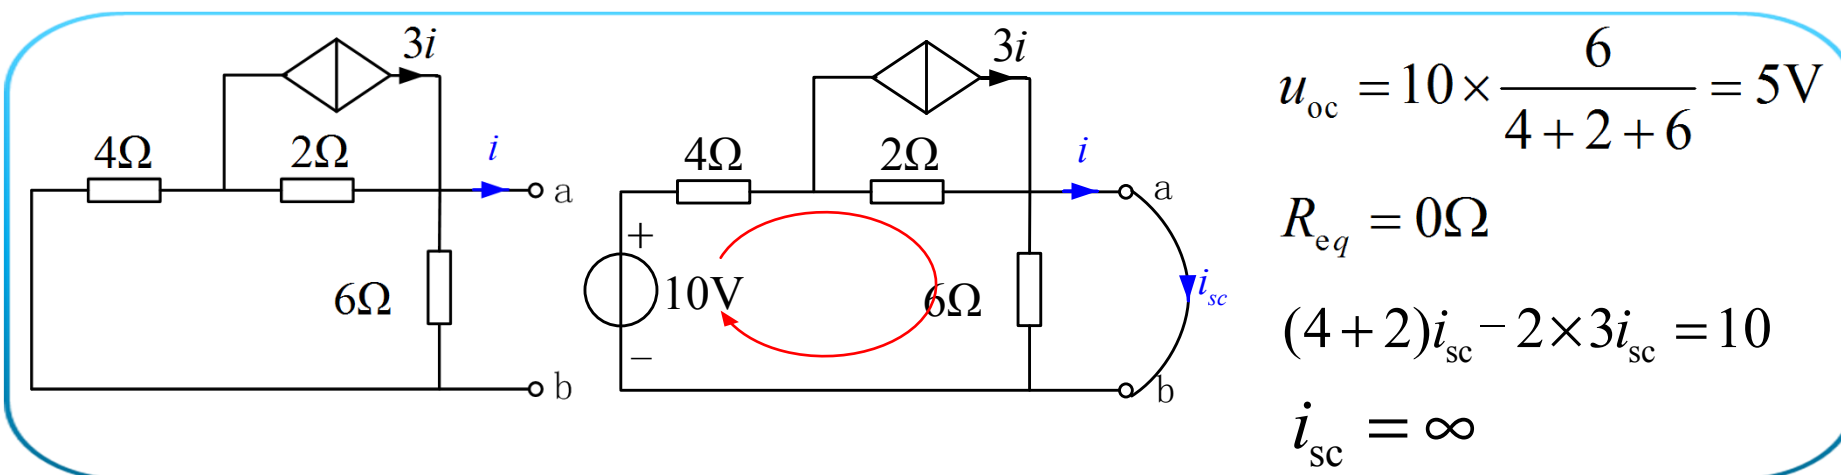 3i
4Ω 2Ω i a
6Ω
b
3i
4Ω 2Ω i a
+
10V 6Ω i_sc
−
b
u_oc = 10 × 6/(4 + 2 + 6) = 5V
R_eq = 0Ω
(4 + 2)i_sc − 2×3i_sc = 10
i_sc = ∞